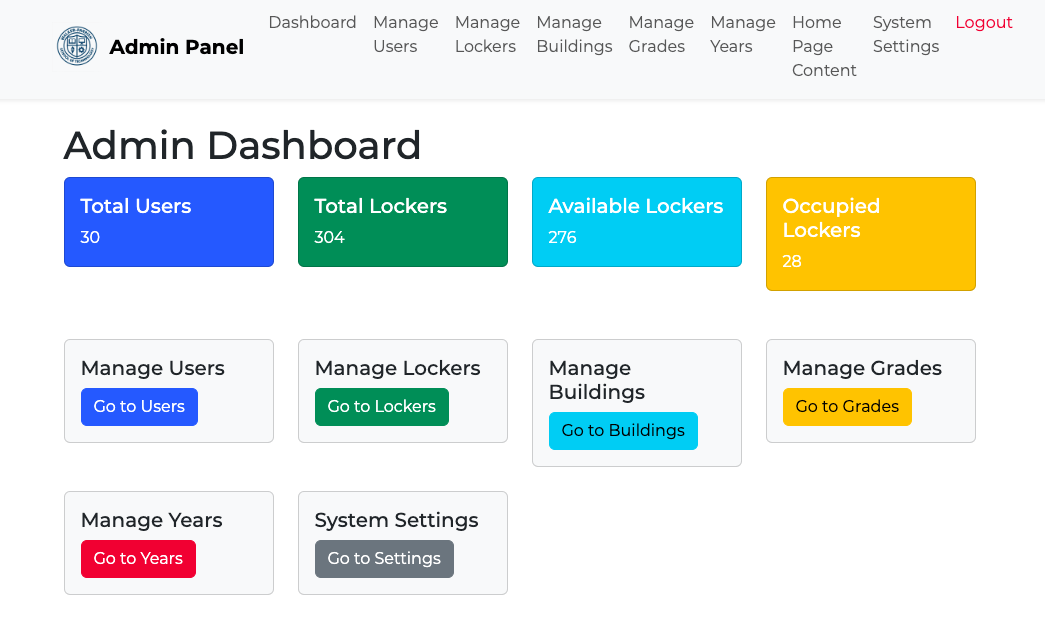 Admin Panel
Dashboard
Manage
Users
Manage
Lockers
Manage
Buildings
Manage
Grades
Manage
Years
Home
Page
Content
System
Settings
Logout
Admin Dashboard
Total Users
30
Total Lockers
304
Available Lockers
276
Occupied
Lockers
28
Manage Users
Go to Users
Manage Lockers
Go to Lockers
Manage
Buildings
Go to Buildings
Manage Grades
Go to Grades
Manage Years
Go to Years
System Settings
Go to Settings